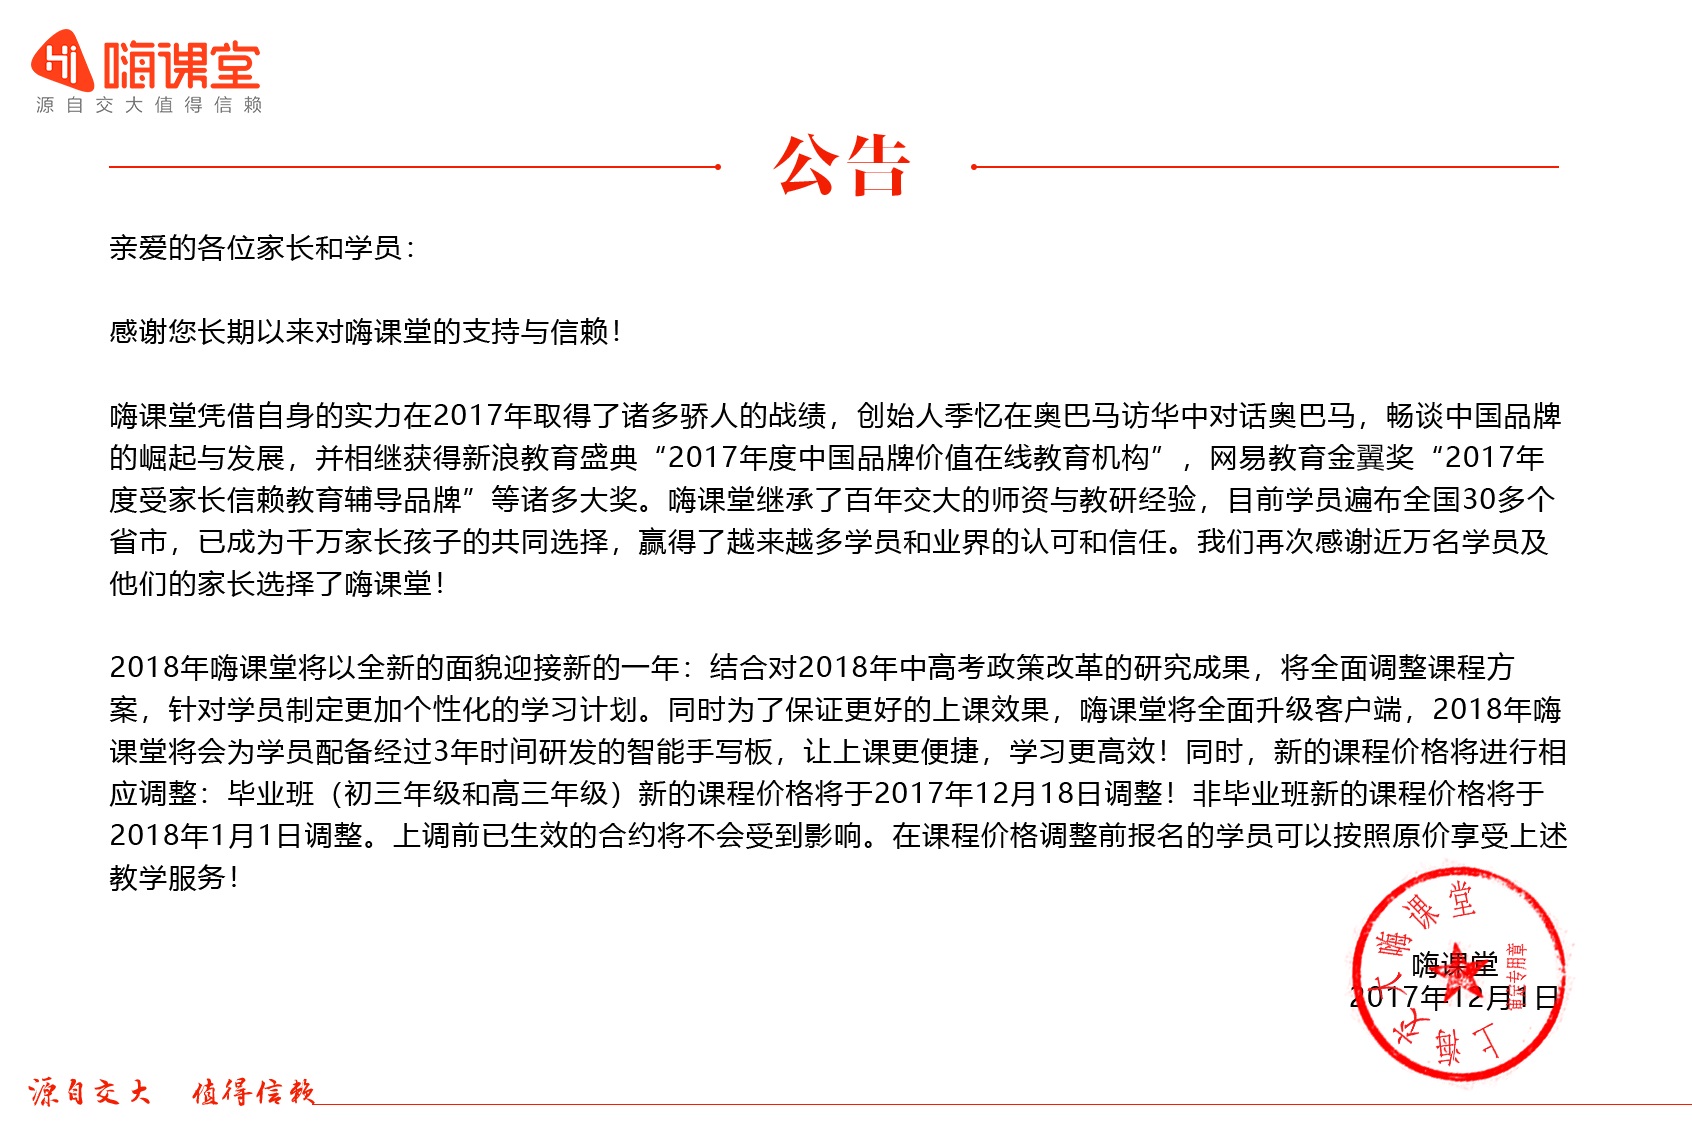 Hi 嗨课堂
源自交大值得信赖
公告
亲爱的各位家长和学员：
感谢您长期以来对嗨课堂的支持与信赖！
嗨课堂凭借自身的实力在2017年取得了诸多骄人的战绩，创始人季忆在奥巴马访华中对话奥巴马，畅谈中国品牌
的崛起与发展，并相继获得新浪教育盛典“2017年度中国品牌价值在线教育机构”，网易教育金翼奖“2017年
度受家长信赖教育辅导品牌”等诸多大奖。嗨课堂继承了百年交大的师资与教研经验，目前学员遍布全国30多个
省市，已成为千万家长孩子的共同选择，赢得了越来越多学员和业界的认可和信任。我们再次感谢近万名学员及
他们的家长选择了嗨课堂！
2018年嗨课堂将以全新的面貌迎接新的一年：结合对2018年中高考政策改革的研究成果，将全面调整课程方
案，针对学员制定更加个性化的学习计划。同时为了保证更好的上课效果，嗨课堂将全面升级客户端，2018年嗨
课堂将会为学员配备经过3年时间研发的智能手写板，让上课更便捷，学习更高效！同时，新的课程价格将进行相
应调整：毕业班（初三年级和高三年级）新的课程价格将于2017年12月18日调整！非毕业班新的课程价格将于
2018年1月1日调整。上调前已生效的合约将不会受到影响。在课程价格调整前报名的学员可以按照原价享受上述
教学服务！
嗨课堂
2017年12月1日
上海交大嗨课堂
专用章
源自交大 值得信赖